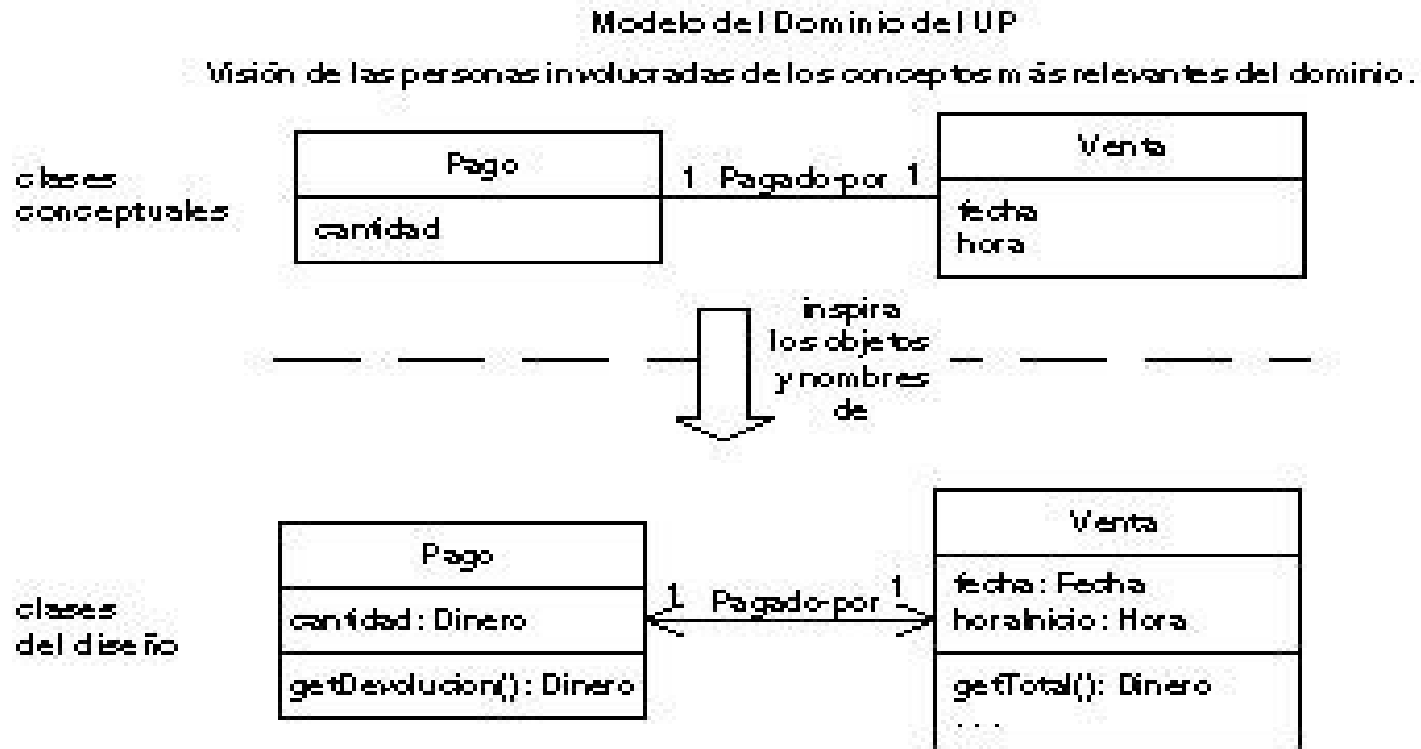 Modelo del Dominio del UP
Visión de las personas involucradas de los conceptos más relevantes del dominio.
clases
conceptuales
Pago
cantidad
1 Pagado-por 1
Venta
fecha
hora
inspira
los objetos
y nombres
de
clases
del diseño
Pago
cantidad: Dinero
getDevolucion(): Dinero
1 Pagado-por 1
Venta
fecha: Fecha
horaInicio: Hora
getTotal(): Dinero
...